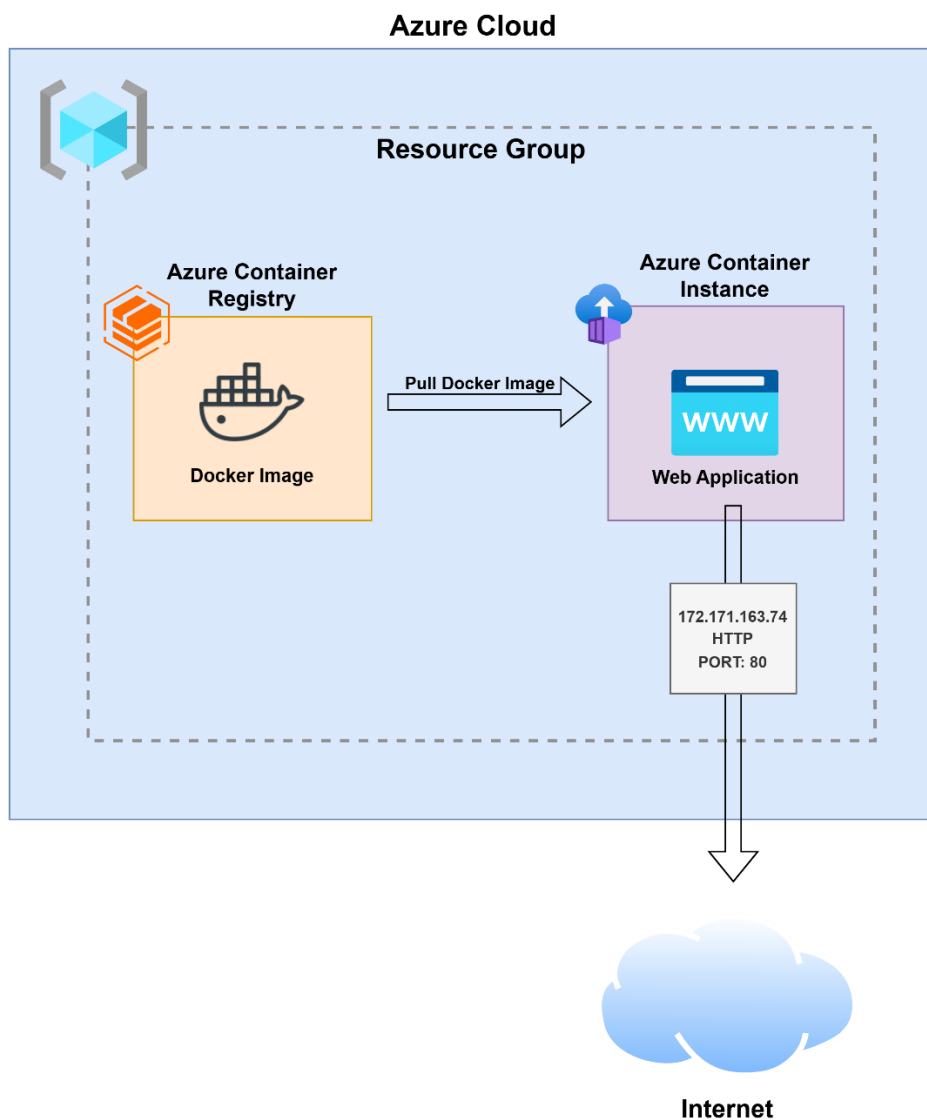 Azure Cloud
Resource Group
Azure Container
Registry
Docker Image
Pull Docker Image
Azure Container
Instance
WWW
Web Application
172.171.163.74
HTTP
PORT: 80
Internet